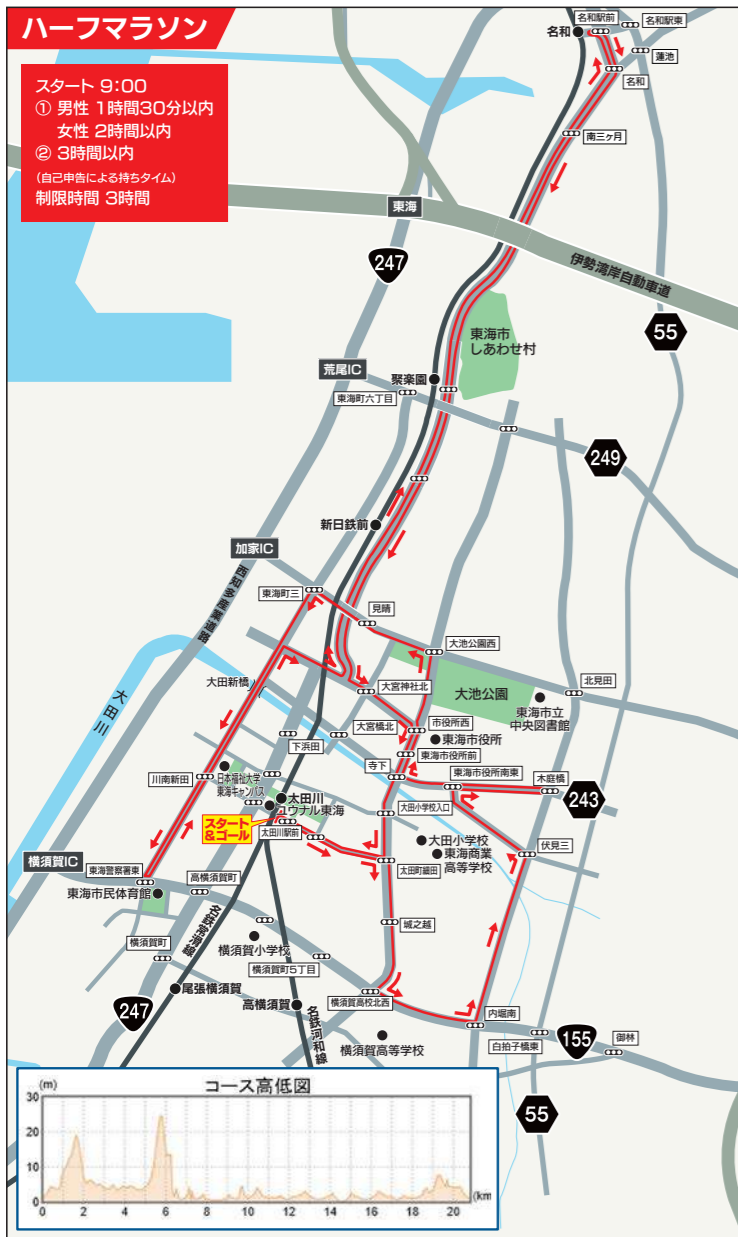 ハーフマラソン
スタート 9:00
① 男性 1時間30分以内
女性 2時間以内
② 3時間以内
(自己申告による持ちタイム)
制限時間 3時間
名和駅前
名和駅東
名和
蓮池
名和
南三ヶ月
東海
247
伊勢湾岸自動車道
55
東海市
しあわせ村
荒尾IC
聚楽園
東海町六丁目
249
新日鉄前
加家IC
西知多産業道路
東海町三
見晴
大池公園西
大田川
大田新橋
大宮神社北
大池公園
北見田
東海市立
中央図書館
大宮橋北
市役所西
東海市役所
下浜田
東海市役所前
寺下
東海市役所南東
木庭橋
243
川南新田
日本福祉大学
東海キャンパス
太田川
ユウナル東海
大田小学校入口
スタート
&ゴール
太田川駅前
大田小学校
東海商業
高等学校
伏見三
横須賀IC
東海警察署東
太田町細田
東海市民体育館
高横須賀町
名鉄常滑線
城之越
横須賀町
横須賀小学校
横須賀町5丁目
尾張横須賀
高横須賀
247
名鉄河和線
横須賀高校北西
内堀南
横須賀高等学校
白拍子橋東
155
御林
55
コース高低図
(m)
30
20
10
0
0
2
4
6
8
10
12
14
16
18
20
(km